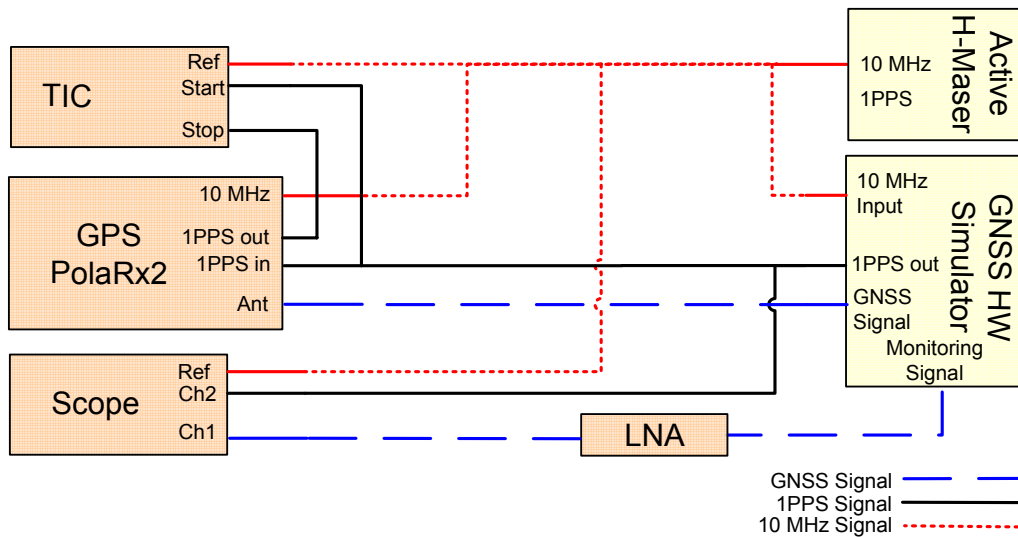 TIC
Ref
Start
Stop
GPS
PolaRx2
10 MHz
1PPS out
1PPS in
Ant
Scope
Ref
Ch2
Ch1
LNA
Active
H-Maser
10 MHz
1PPS
GNSS HW
Simulator
10 MHz
Input
1PPS out
GNSS
Signal
Monitoring
Signal
GNSS Signal
1PPS Signal
10 MHz Signal